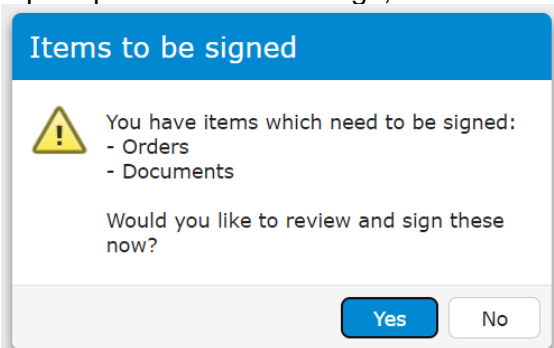 Items to be signed
You have items which need to be signed:
- Orders
- Documents
Would you like to review and sign these
now?
Yes
No